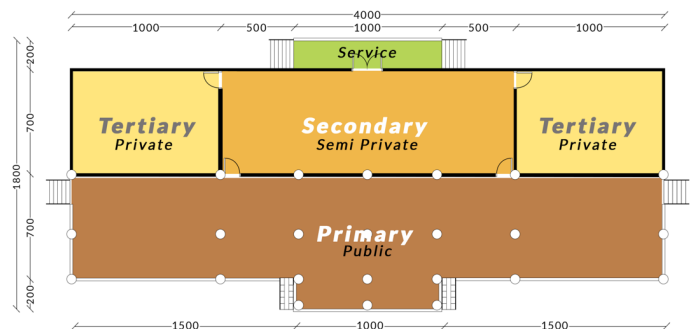 4000
1000 500 1000 500 1000
Service
200
Tertiary
Private
Secondary
Semi Private
Tertiary
Private
700
1800
Primary
Public
700
200
1500 1000 1500